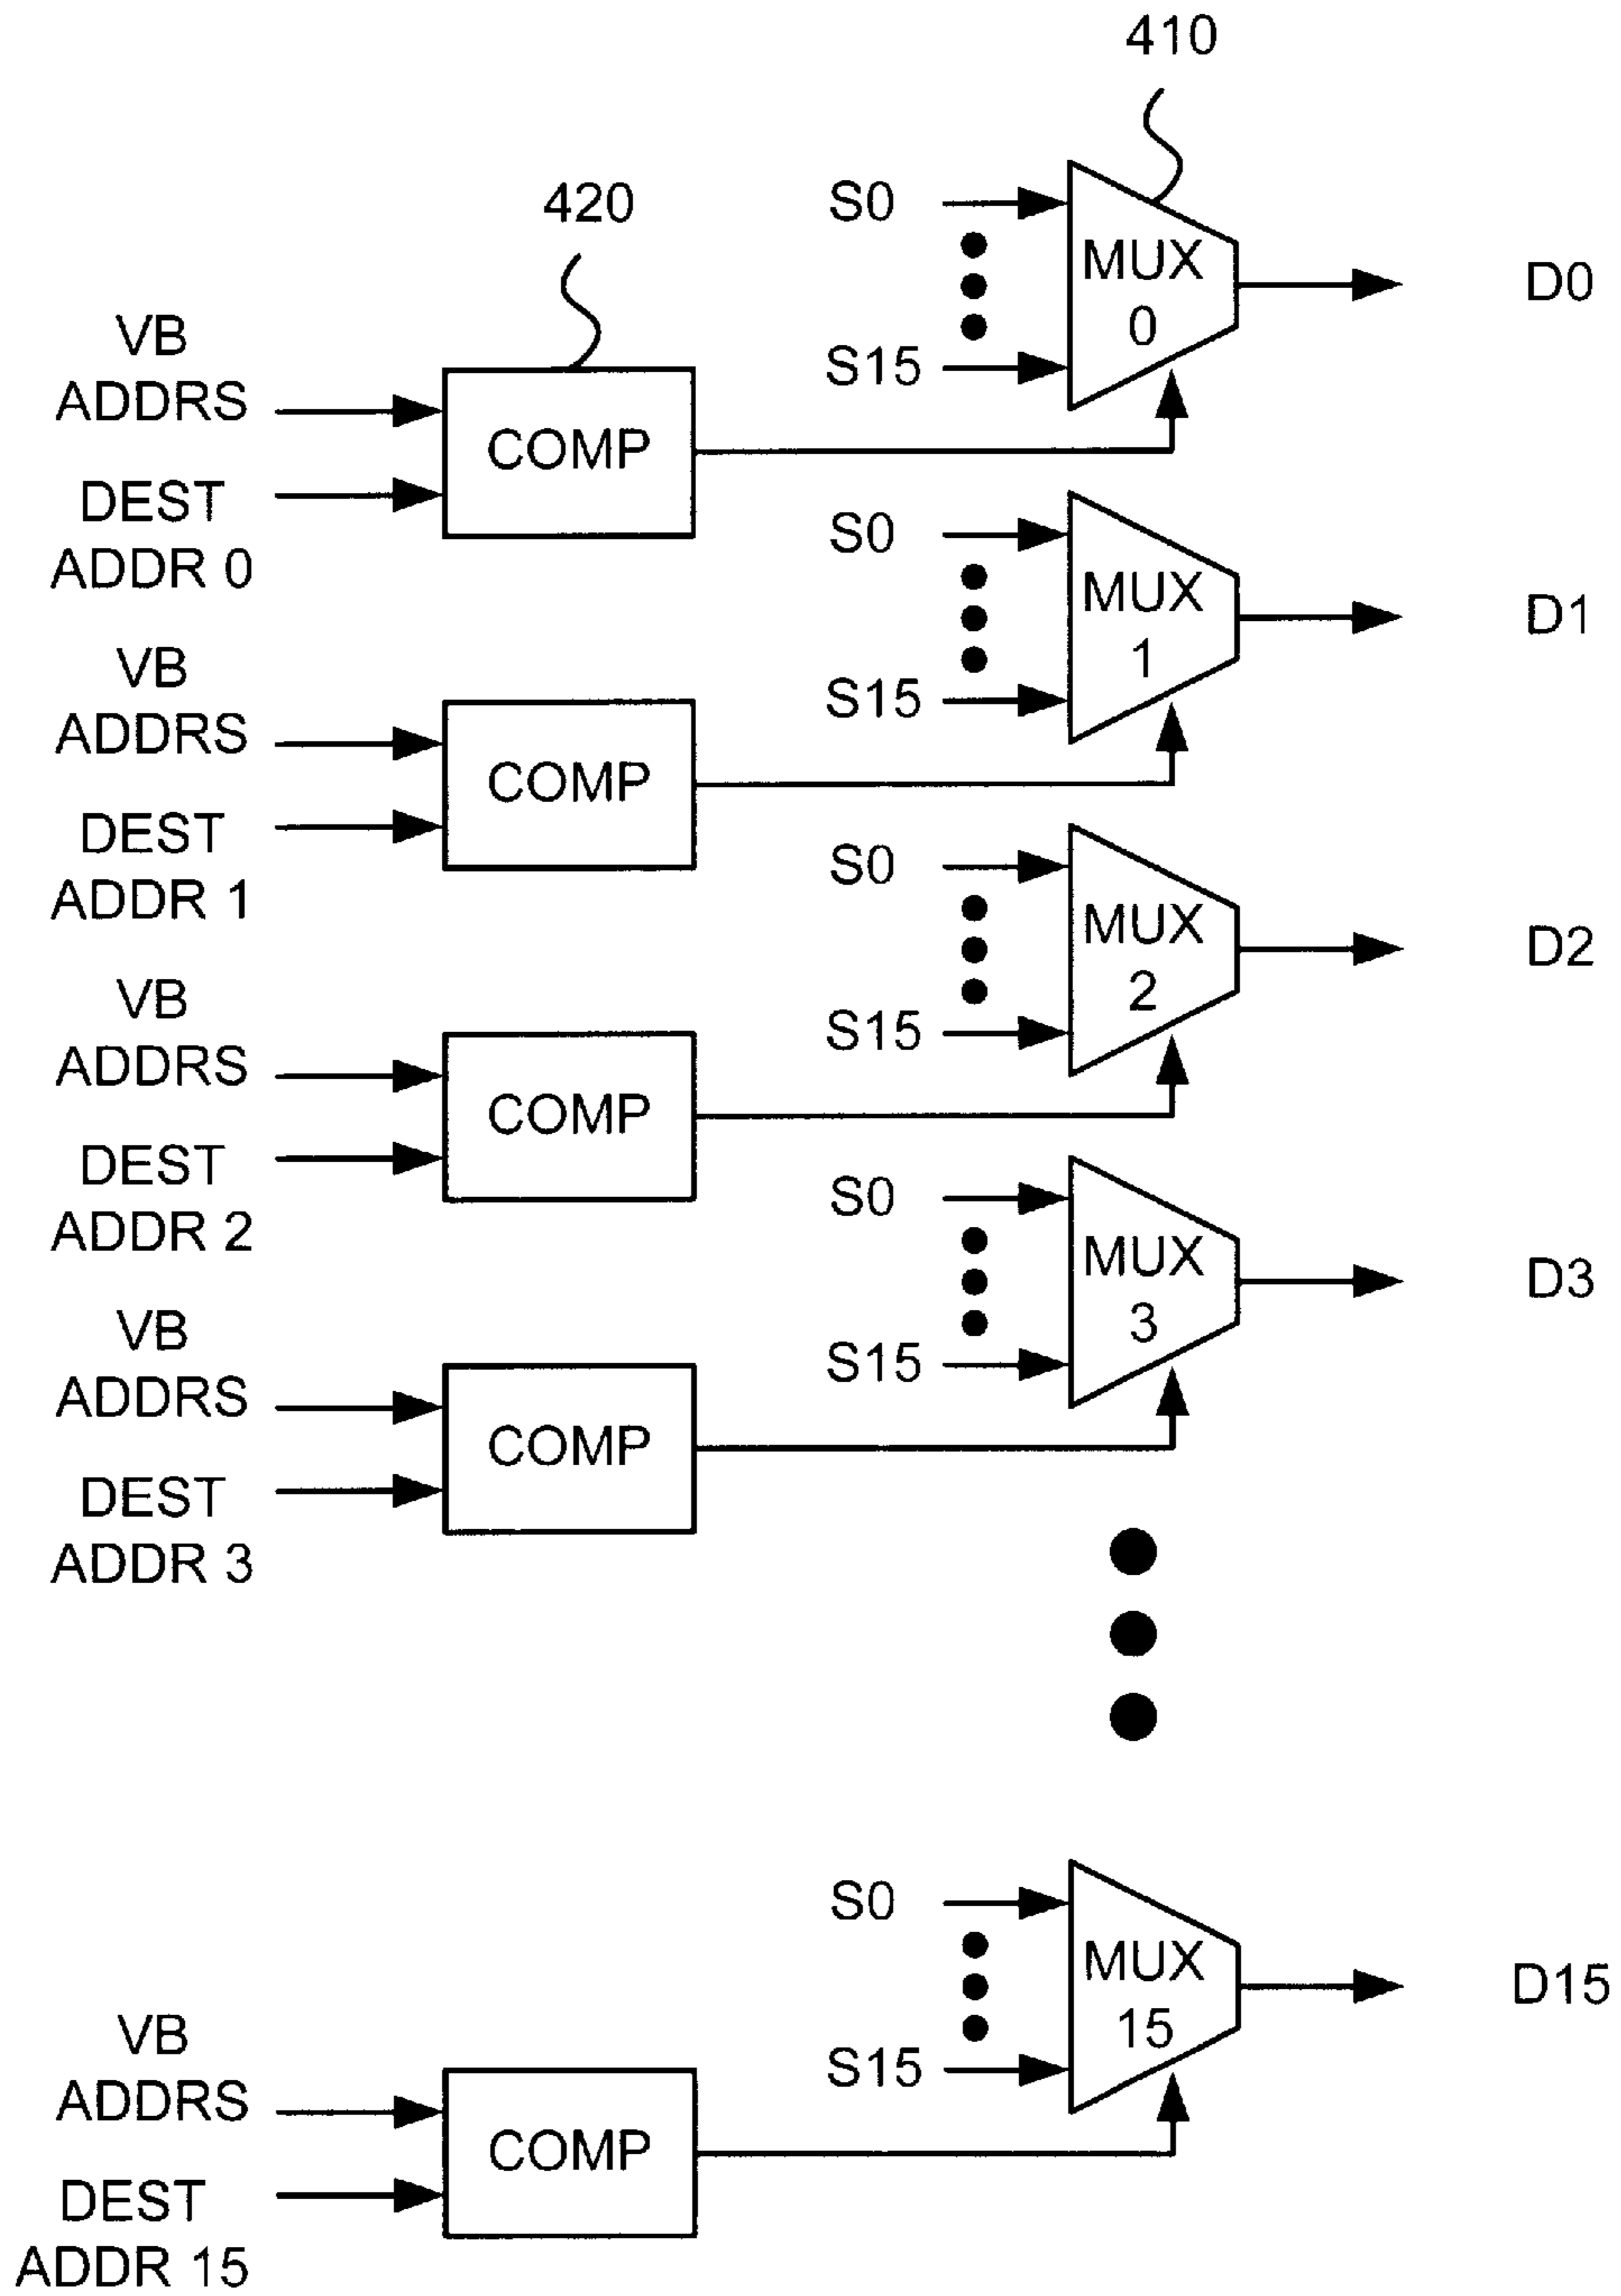 410
420
S0
MUX
0
S15
D0
VB
ADDRS
COMP
DEST
ADDR 0
S0
MUX
1
S15
D1
VB
ADDRS
COMP
DEST
ADDR 1
S0
MUX
2
S15
D2
VB
ADDRS
COMP
DEST
ADDR 2
S0
MUX
3
S15
D3
VB
ADDRS
COMP
DEST
ADDR 3
S0
MUX
15
S15
D15
VB
ADDRS
COMP
DEST
ADDR 15